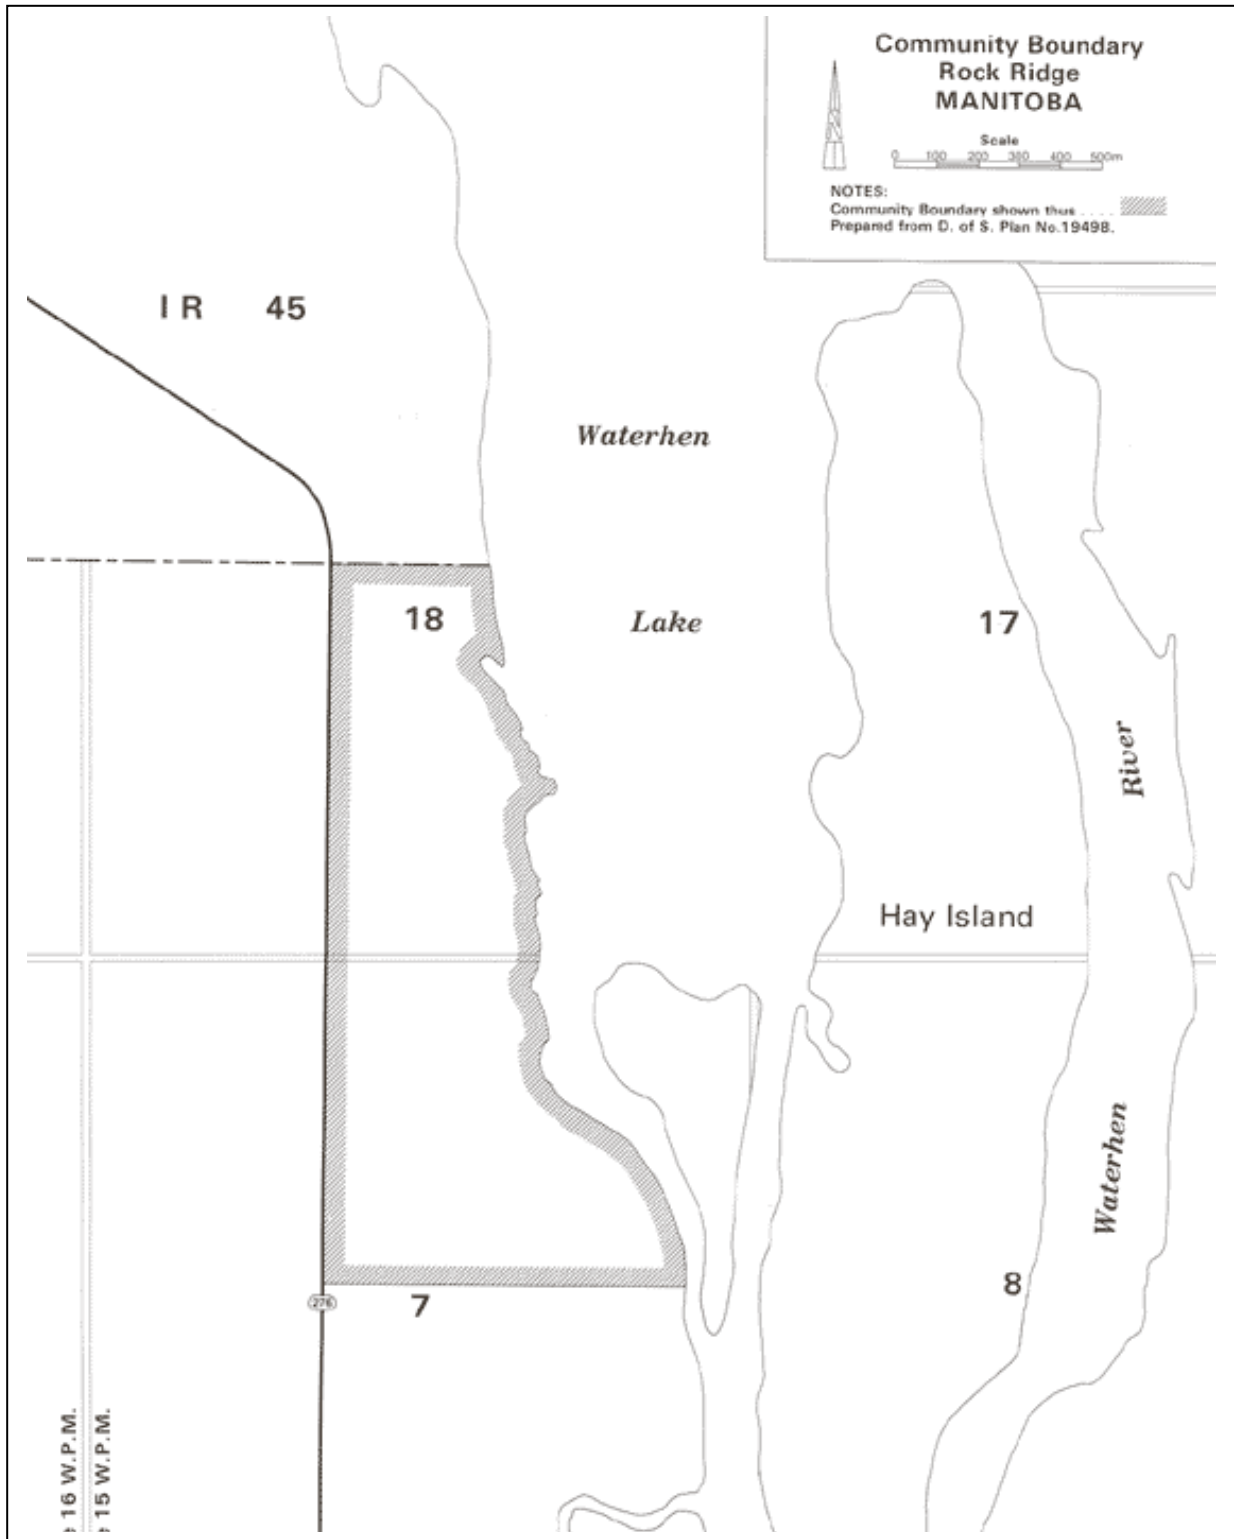 Community Boundary
Rock Ridge
MANITOBA
Scale
0 100 200 300 400 500m
NOTES:
Community Boundary shown thus ....
Prepared from D. of S. Plan No.19498.
I R 45
Waterhen
18
Lake
17
River
Hay Island
Waterhen
8
276
7
16 W.P.M.
15 W.P.M.